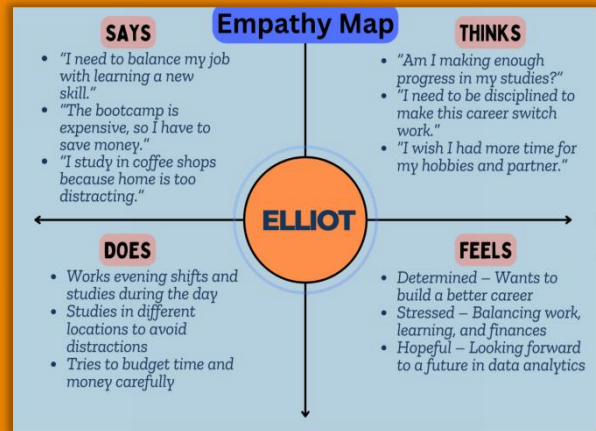 Empathy Map
SAYS
• "I need to balance my job
with learning a new
skill."
• "The bootcamp is
expensive, so I have to
save money."
• "I study in coffee shops
because home is too
distracting."
THINKS
• "Am I making enough
progress in my studies?"
• "I need to be disciplined to
make this career switch
work."
• "I wish I had more time for
my hobbies and partner."
ELLIOT
DOES
• Works evening shifts and
studies during the day
• Studies in different
locations to avoid
distractions
• Tries to budget time and
money carefully
FEELS
• Determined – Wants to
build a better career
• Stressed – Balancing work,
learning, and finances
• Hopeful – Looking forward
to a future in data analytics